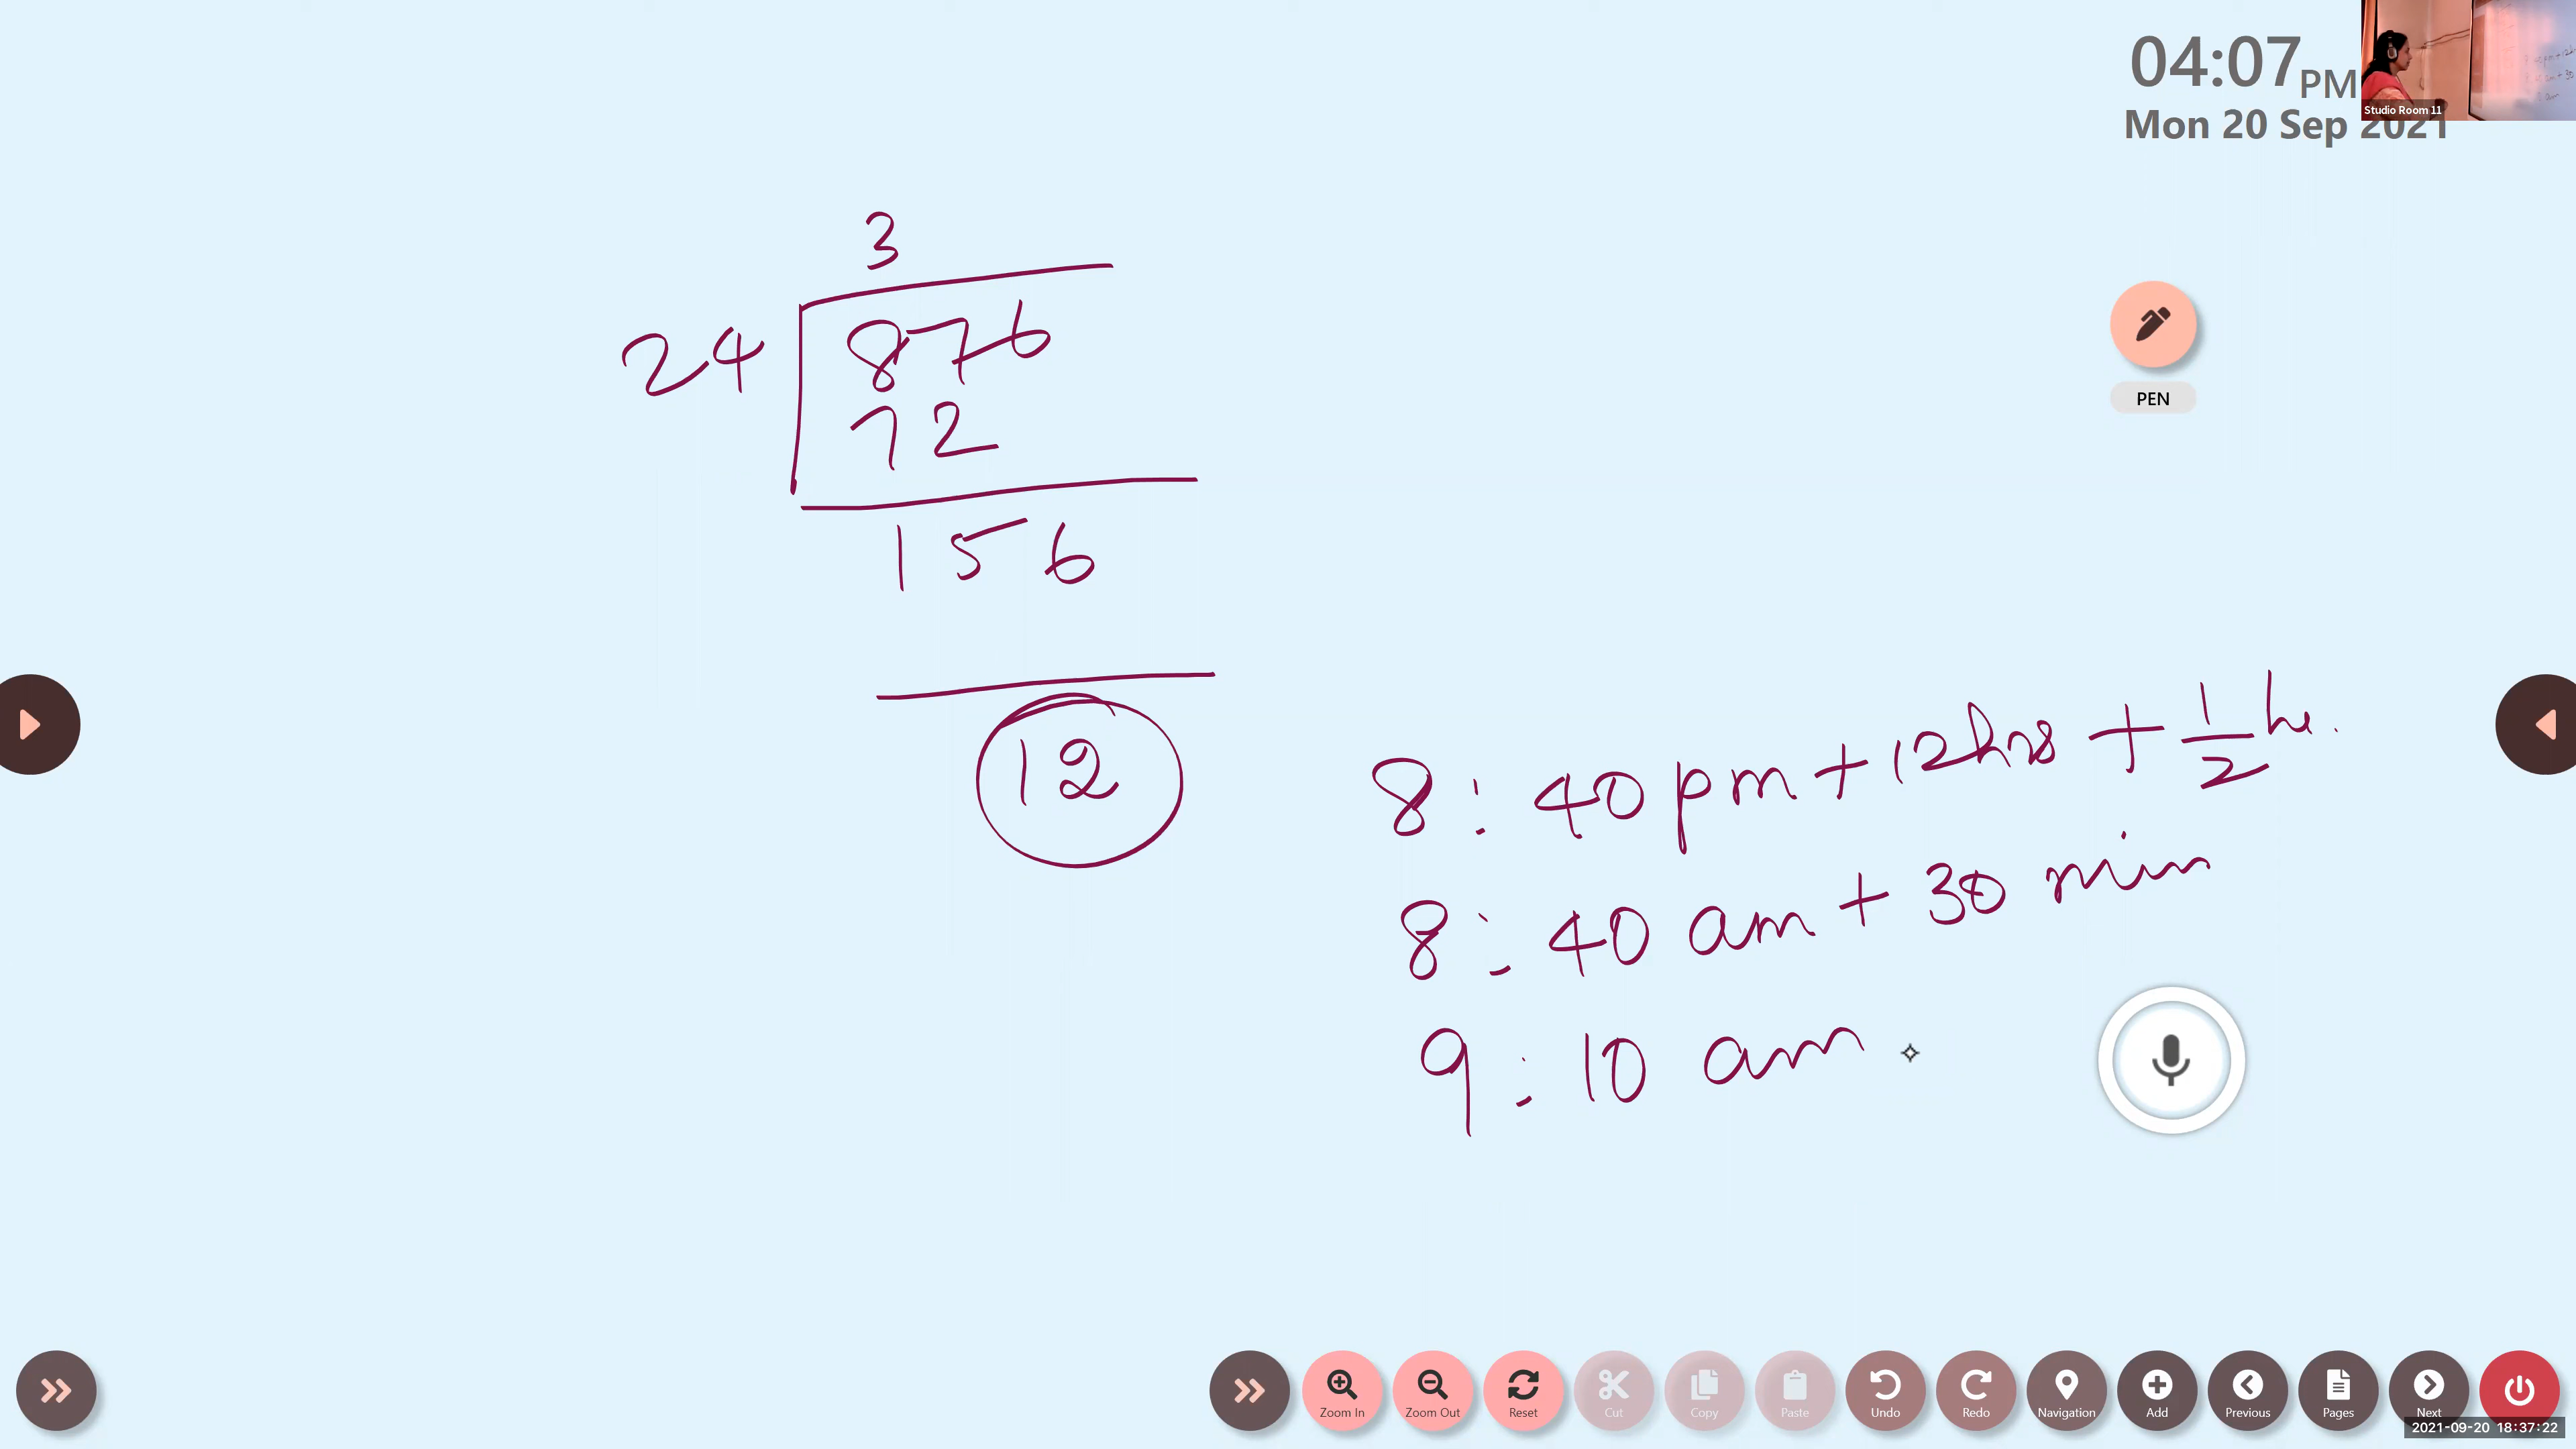 04:07 PM
Mon 20 Sep 2021
Studio Room 11
3
24 876
72
156
12
PEN
8:40 pm + 12hrs + 1/2 hr.
8:40 am + 30 min
9:10 am
Zoom In
Zoom Out
Reset
Cut
Copy
Paste
Undo
Redo
Navigation
Add
Previous
Pages
Next
2021-09-20 18:37:22